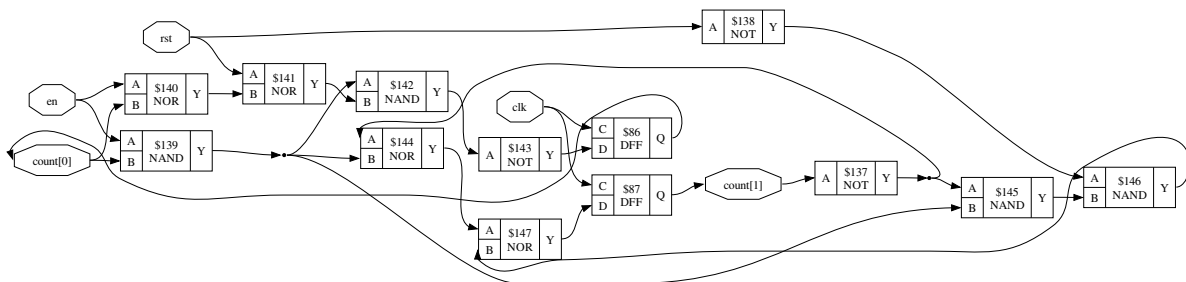 rst
A $138 NOT Y
en
A B $140 NOR Y
A B $141 NOR Y
A B $142 NAND Y
clk
count[0]
A B $139 NAND Y
A B $144 NOR Y
A $143 NOT Y
C D $86 DFF Q
C D $87 DFF Q
count[1]
A $137 NOT Y
A B $145 NAND Y
A B $146 NAND Y
A B $147 NOR Y